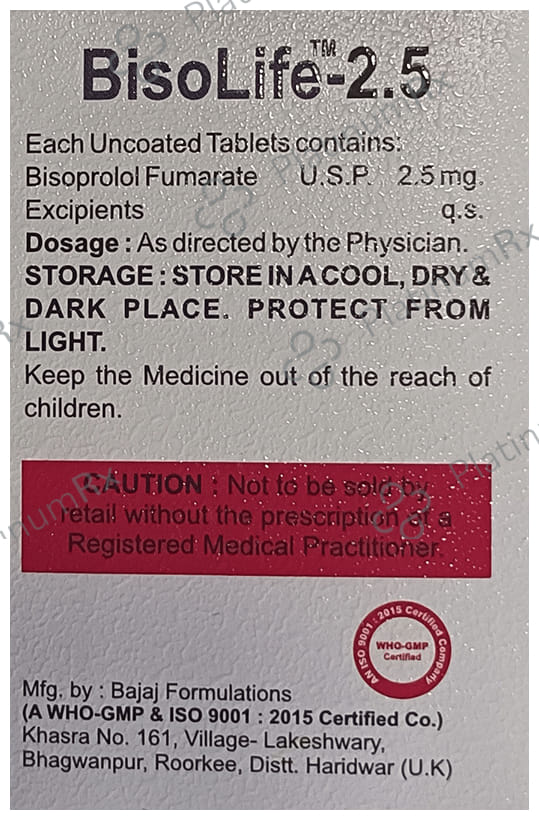 BisoLife™-2.5
Each Uncoated Tablets contains:
Bisoprolol Fumarate U.S.P. 2.5 mg.
Excipients q.s.
Dosage : As directed by the Physician.
STORAGE : STORE IN A COOL, DRY &
DARK PLACE. PROTECT FROM
LIGHT.
Keep the Medicine out of the reach of
children.
CAUTION : Not to be sold by
retail without the prescription of a
Registered Medical Practitioner.
AN ISO 9001 : 2015 Certified Company
WHO-GMP
Certified
Mfg. by : Bajaj Formulations
(A WHO-GMP & ISO 9001 : 2015 Certified Co.)
Khasra No. 161, Village- Lakeshwary,
Bhagwanpur, Roorkee, Distt. Haridwar (U.K)
PlatinumRx